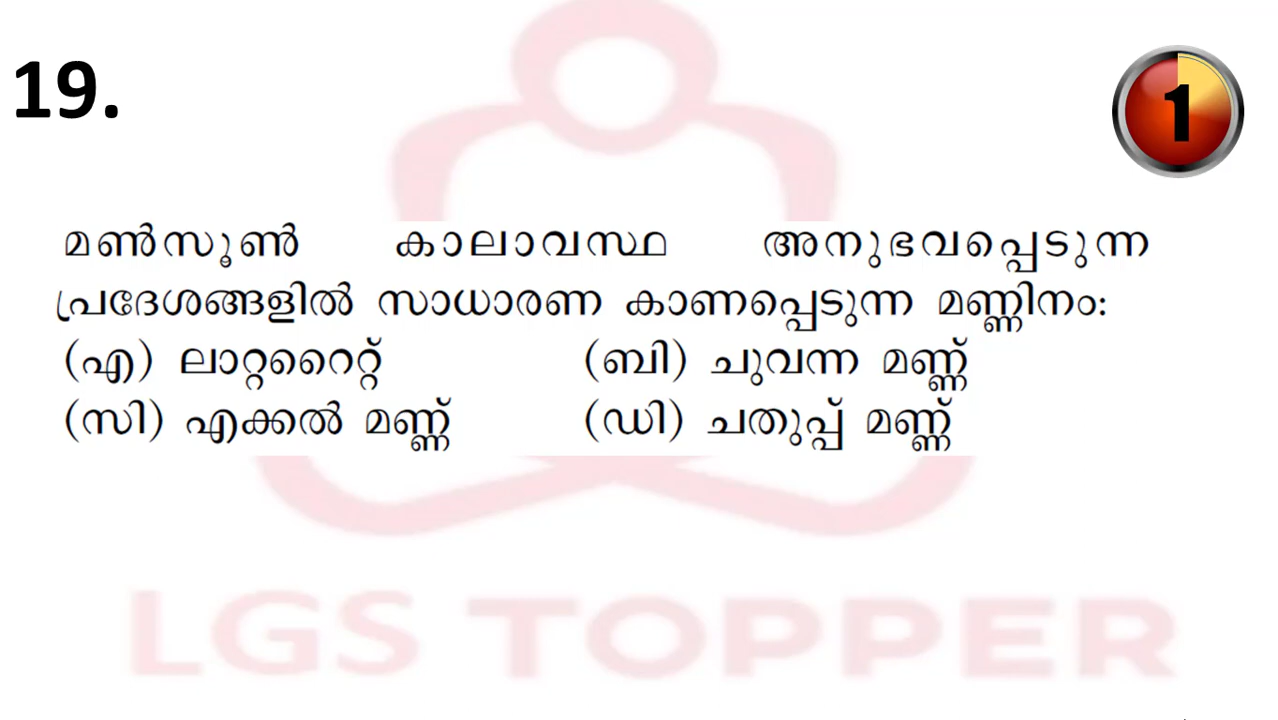 19.
1
മൺസൂൺ കാലാവസ്ഥ അനുഭവപ്പെടുന്ന
പ്രദേശങ്ങളിൽ സാധാരണ കാണപ്പെടുന്ന മണ്ണിനം:
(എ) ലാറ്ററൈറ്റ് (ബി) ചുവന്ന മണ്ണ്
(സി) എക്കൽ മണ്ണ് (ഡി) ചതുപ്പ് മണ്ണ്
LGS TOPPER